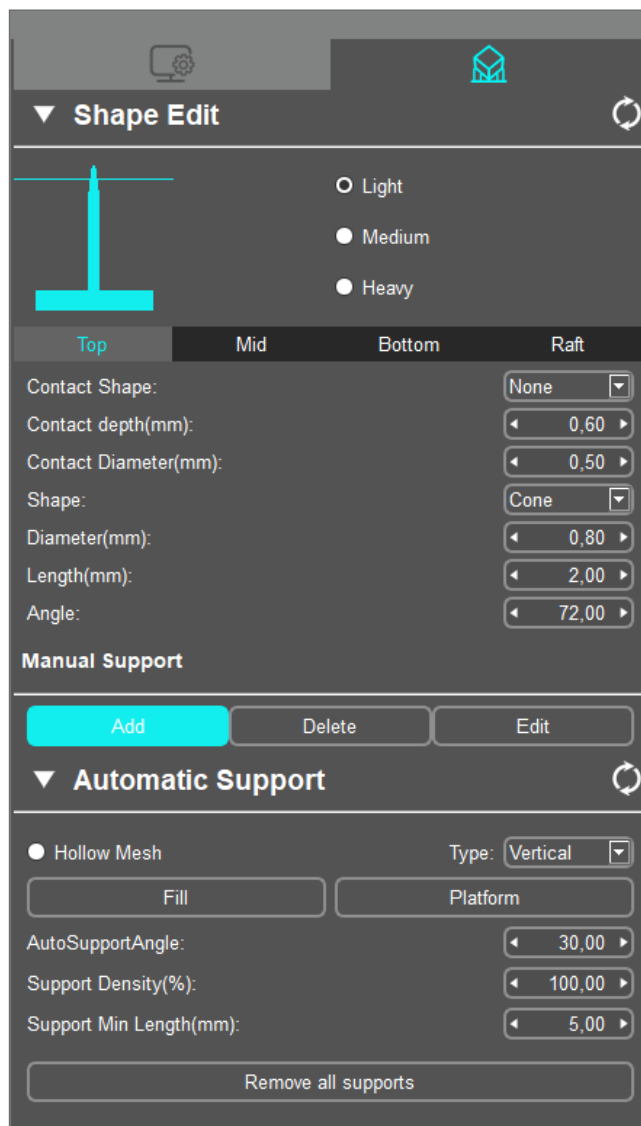 Shape Edit
Light
Medium
Heavy
Top Mid Bottom Raft
Contact Shape: None
Contact depth(mm): 0,60
Contact Diameter(mm): 0,50
Shape: Cone
Diameter(mm): 0,80
Length(mm): 2,00
Angle: 72,00
Manual Support
Add Delete Edit
Automatic Support
Hollow Mesh Type: Vertical
Fill Platform
AutoSupportAngle: 30,00
Support Density(%): 100,00
Support Min Length(mm): 5,00
Remove all supports